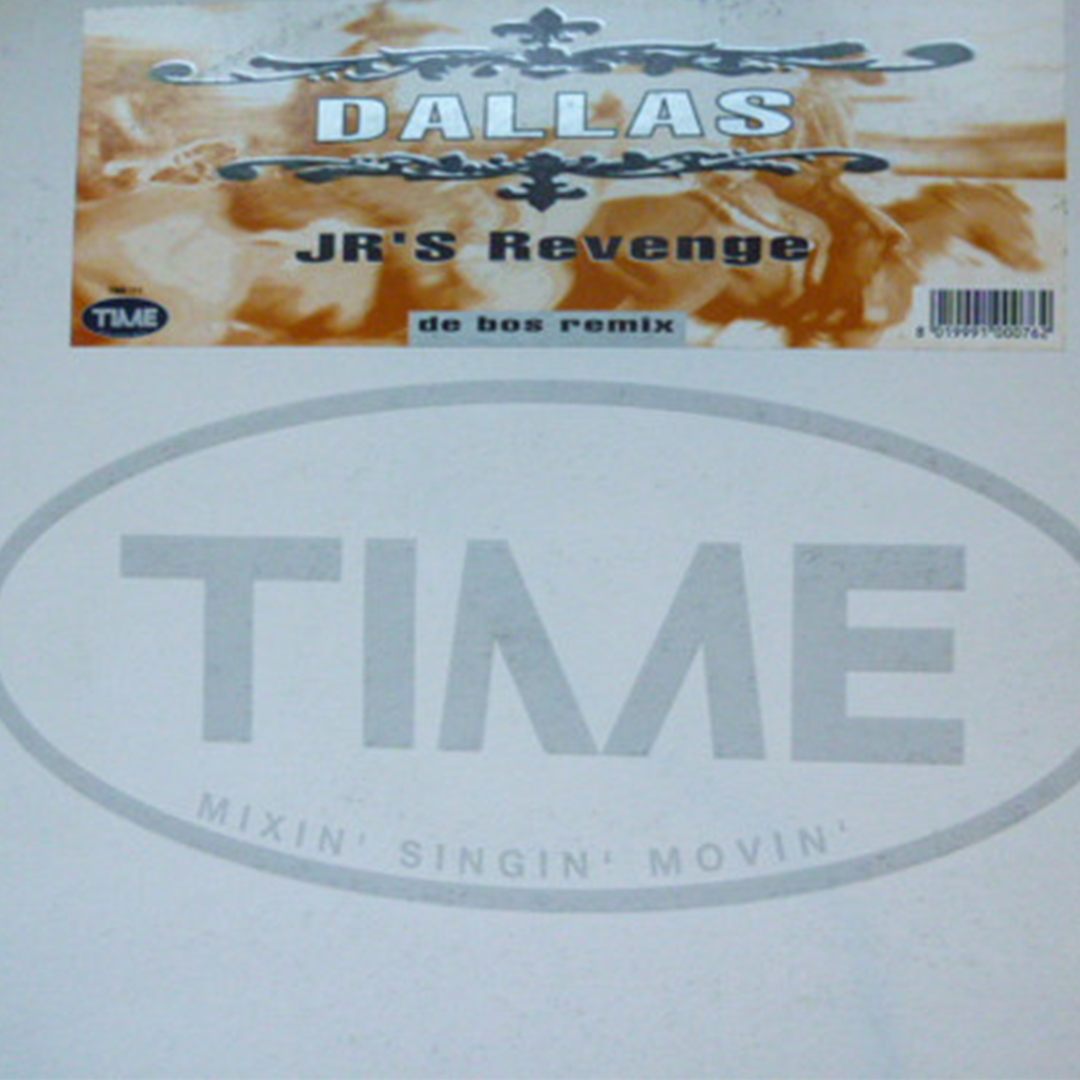 DALLAS
JR'S Revenge
TIME
de bos remix
8 019991 000762
TIME
MIXIN' SINGIN' MOVIN'